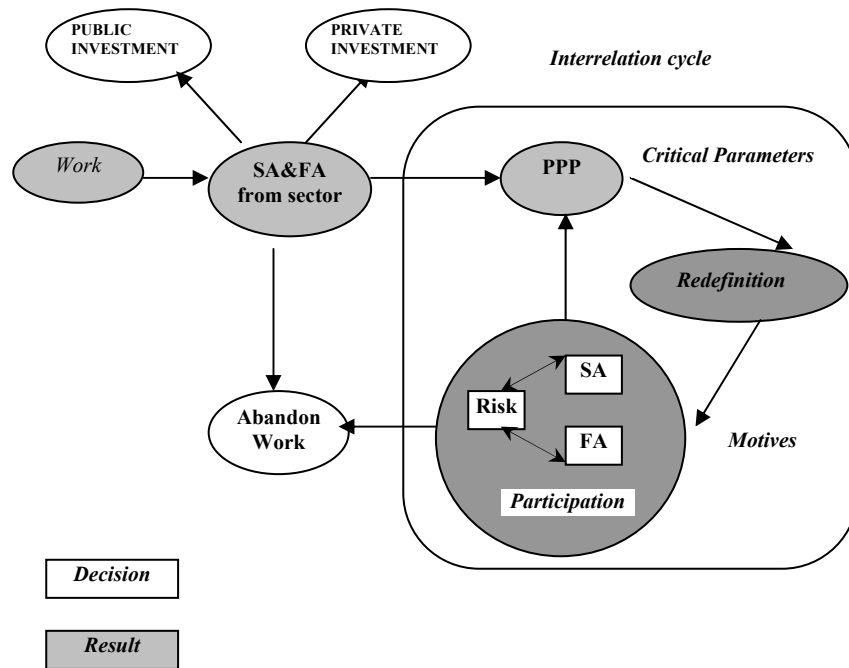 PUBLIC
INVESTMENT
PRIVATE
INVESTMENT
Interrelation cycle
Work
SA&FA
from sector
PPP
Critical Parameters
Redefinition
SA
Risk
FA
Abandon
Work
Motives
Participation
Decision
Result